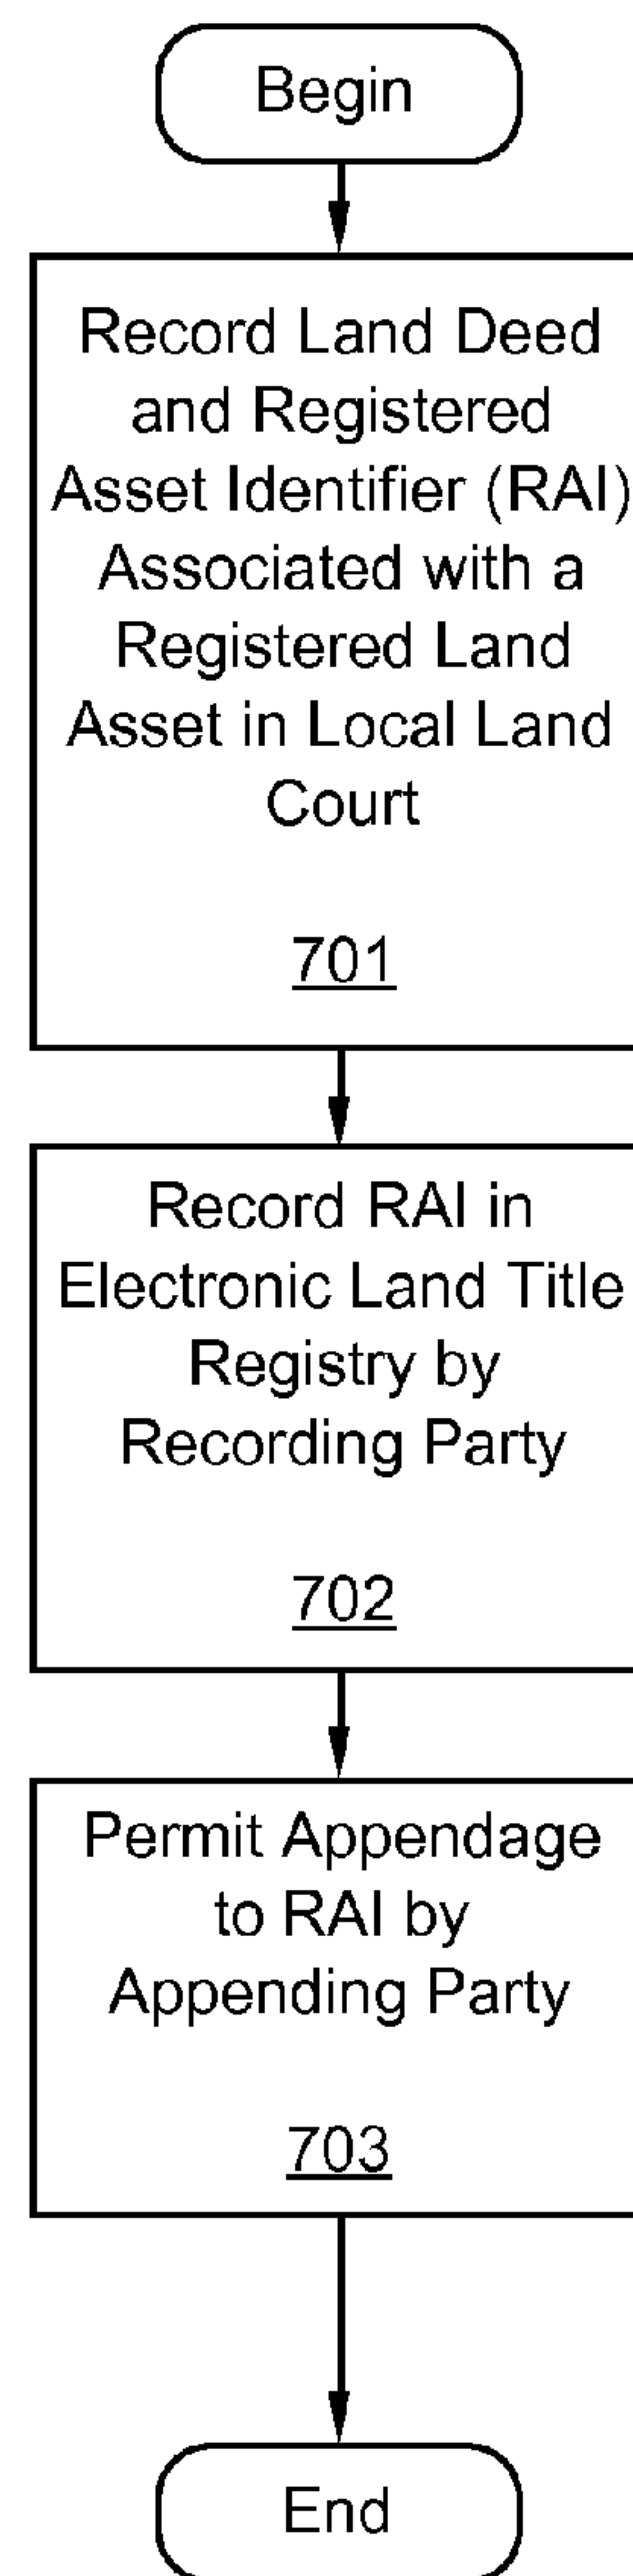 Begin
Record Land Deed
and Registered
Asset Identifier (RAI)
Associated with a
Registered Land
Asset in Local Land
Court
701
Record RAI in
Electronic Land Title
Registry by
Recording Party
702
Permit Appendage
to RAI by
Appending Party
703
End